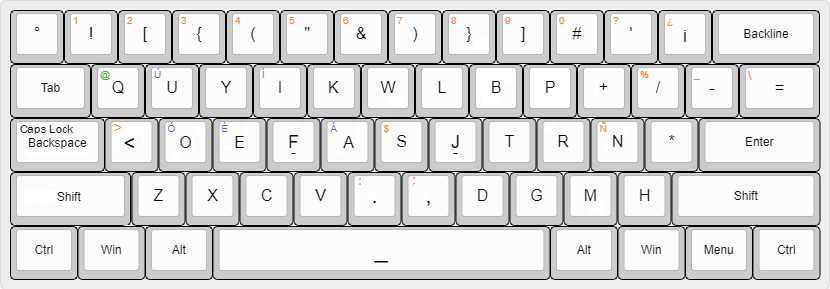 ° 1 ! 2 [ 3 { 4 ( 5 " 6 & 7 ) 8 } 9 ] 0 # ? ' ¿ ¡ Backline
Tab @ Q Ú U Y Í I K W L B P + % / _ - \ =
Caps Lock
Backspace > < Ó O É E F Á A $ S J T R Ñ N * Enter
Shift Z X C V : . ; , D G M H Shift
Ctrl Win Alt _ Alt Win Menu Ctrl